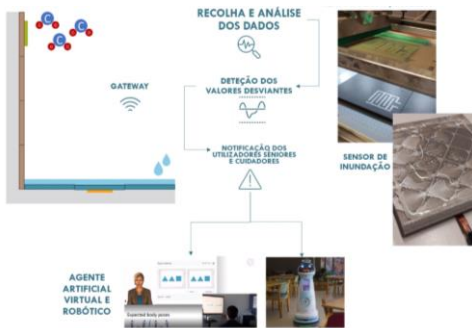 RECOLHA E ANÁLISE
DOS DADOS
GATEWAY
DETEÇÃO DOS
VALORES DESVIANTES
NOTIFICAÇÃO DOS
UTILIZADORES SENIORES
E CUIDADORES
SENSOR DE
INUNDAÇÃO
AGENTE
ARTIFICIAL
VIRTUAL E
ROBÓTICO
C
C
C
Expected body poses